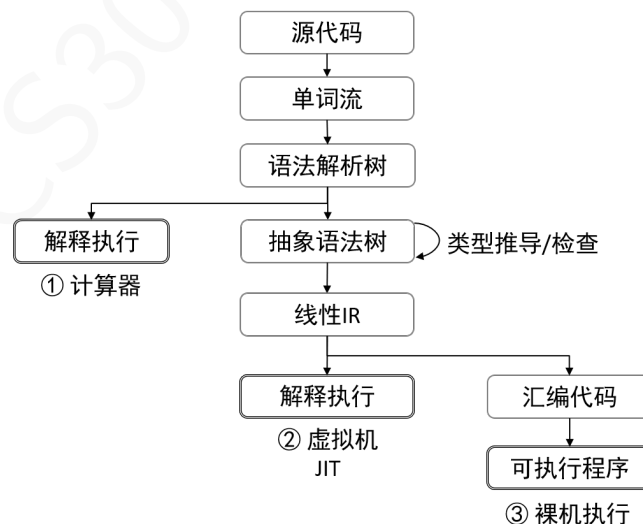 源代码
单词流
语法解析树
解释执行
抽象语法树
类型推导/检查
① 计算器
线性IR
解释执行
汇编代码
② 虚拟机
JIT
可执行程序
③ 裸机执行
CS30